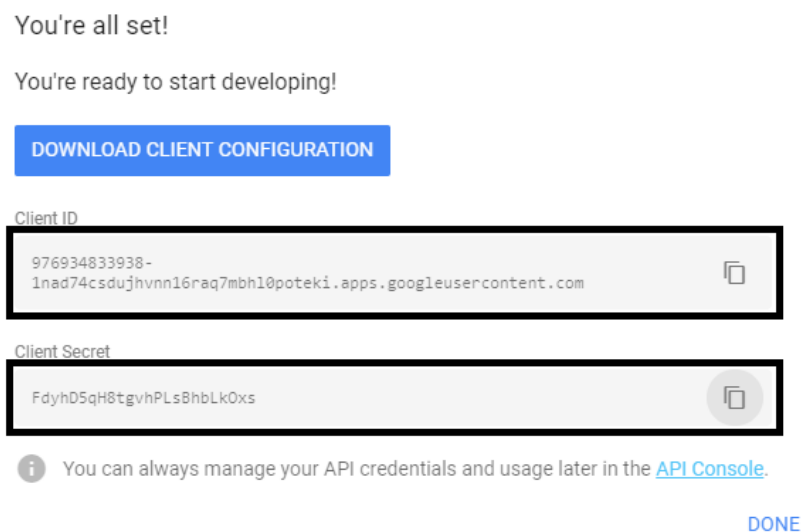 You're all set!
You're ready to start developing!
DOWNLOAD CLIENT CONFIGURATION
Client ID
976934833938-
1nad74csdujhvnn16raq7mbhl0poteki.apps.googleusercontent.com
Client Secret
FdyhD5qH8tgvhPLsBhbLkOxs
You can always manage your API credentials and usage later in the API Console.
DONE